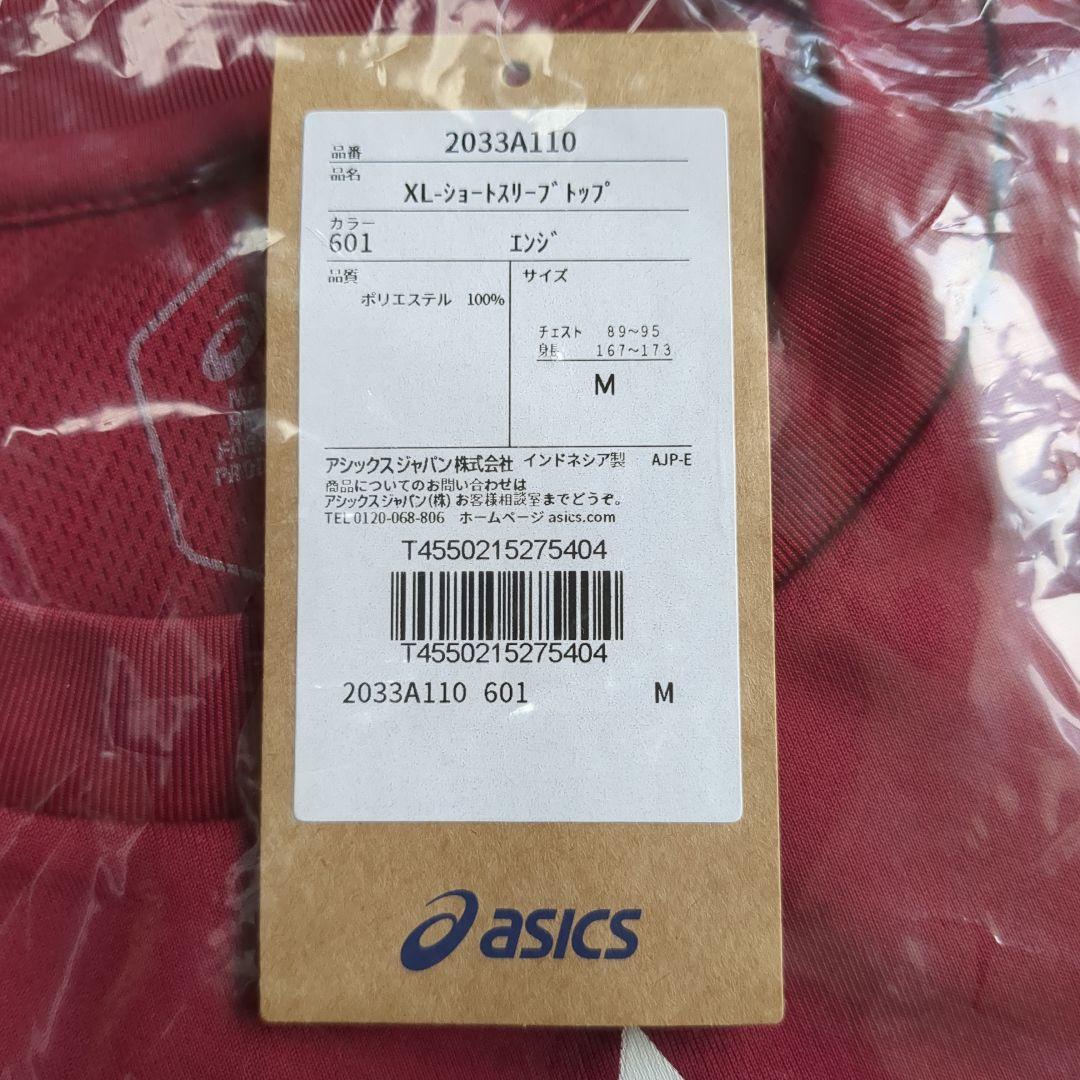 品番 2033A110
品名
XL-ｼｮｰﾄｽﾘｰﾌﾞﾄｯﾌﾟ
カラー
601 ｴﾝｼﾞ
品質 サイズ
ポリエステル 100%
チェスト 89～95
身長 167～173
M
アシックスジャパン株式会社 インドネシア製 AJP-E
商品についてのお問い合わせは
アシックスジャパン(株)お客様相談室までどうぞ。
TEL 0120-068-806 ホームページ asics.com
T4550215275404
T4550215275404
2033A110 601 M
asics